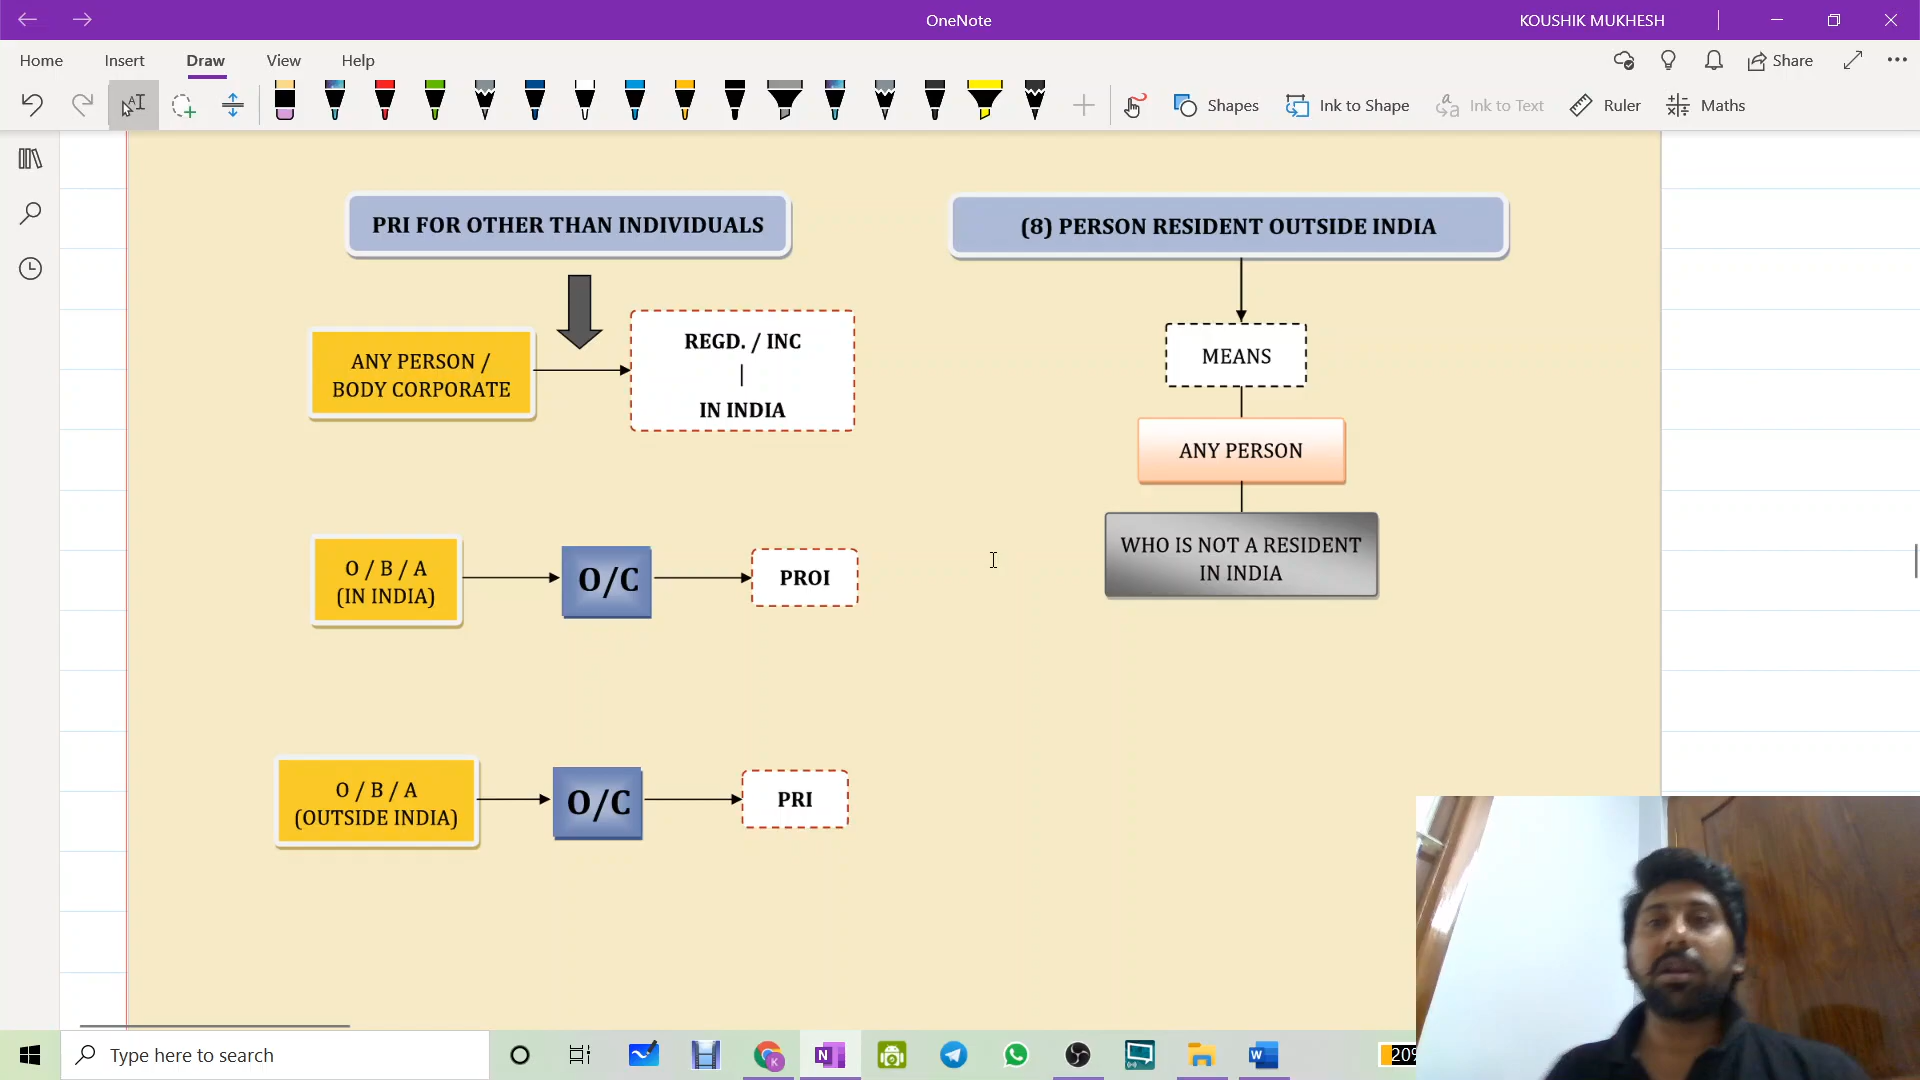 OneNote
KOUSHIK MUKHESH
Home
Insert
Draw
View
Help
Share
Shapes
Ink to Shape
Ink to Text
Ruler
Maths
PRI FOR OTHER THAN INDIVIDUALS
ANY PERSON /
BODY CORPORATE
REGD. / INC
|
IN INDIA
O / B / A
(IN INDIA)
O/C
PROI
O / B / A
(OUTSIDE INDIA)
O/C
PRI
(8) PERSON RESIDENT OUTSIDE INDIA
MEANS
ANY PERSON
WHO IS NOT A RESIDENT
IN INDIA
Type here to search
20%